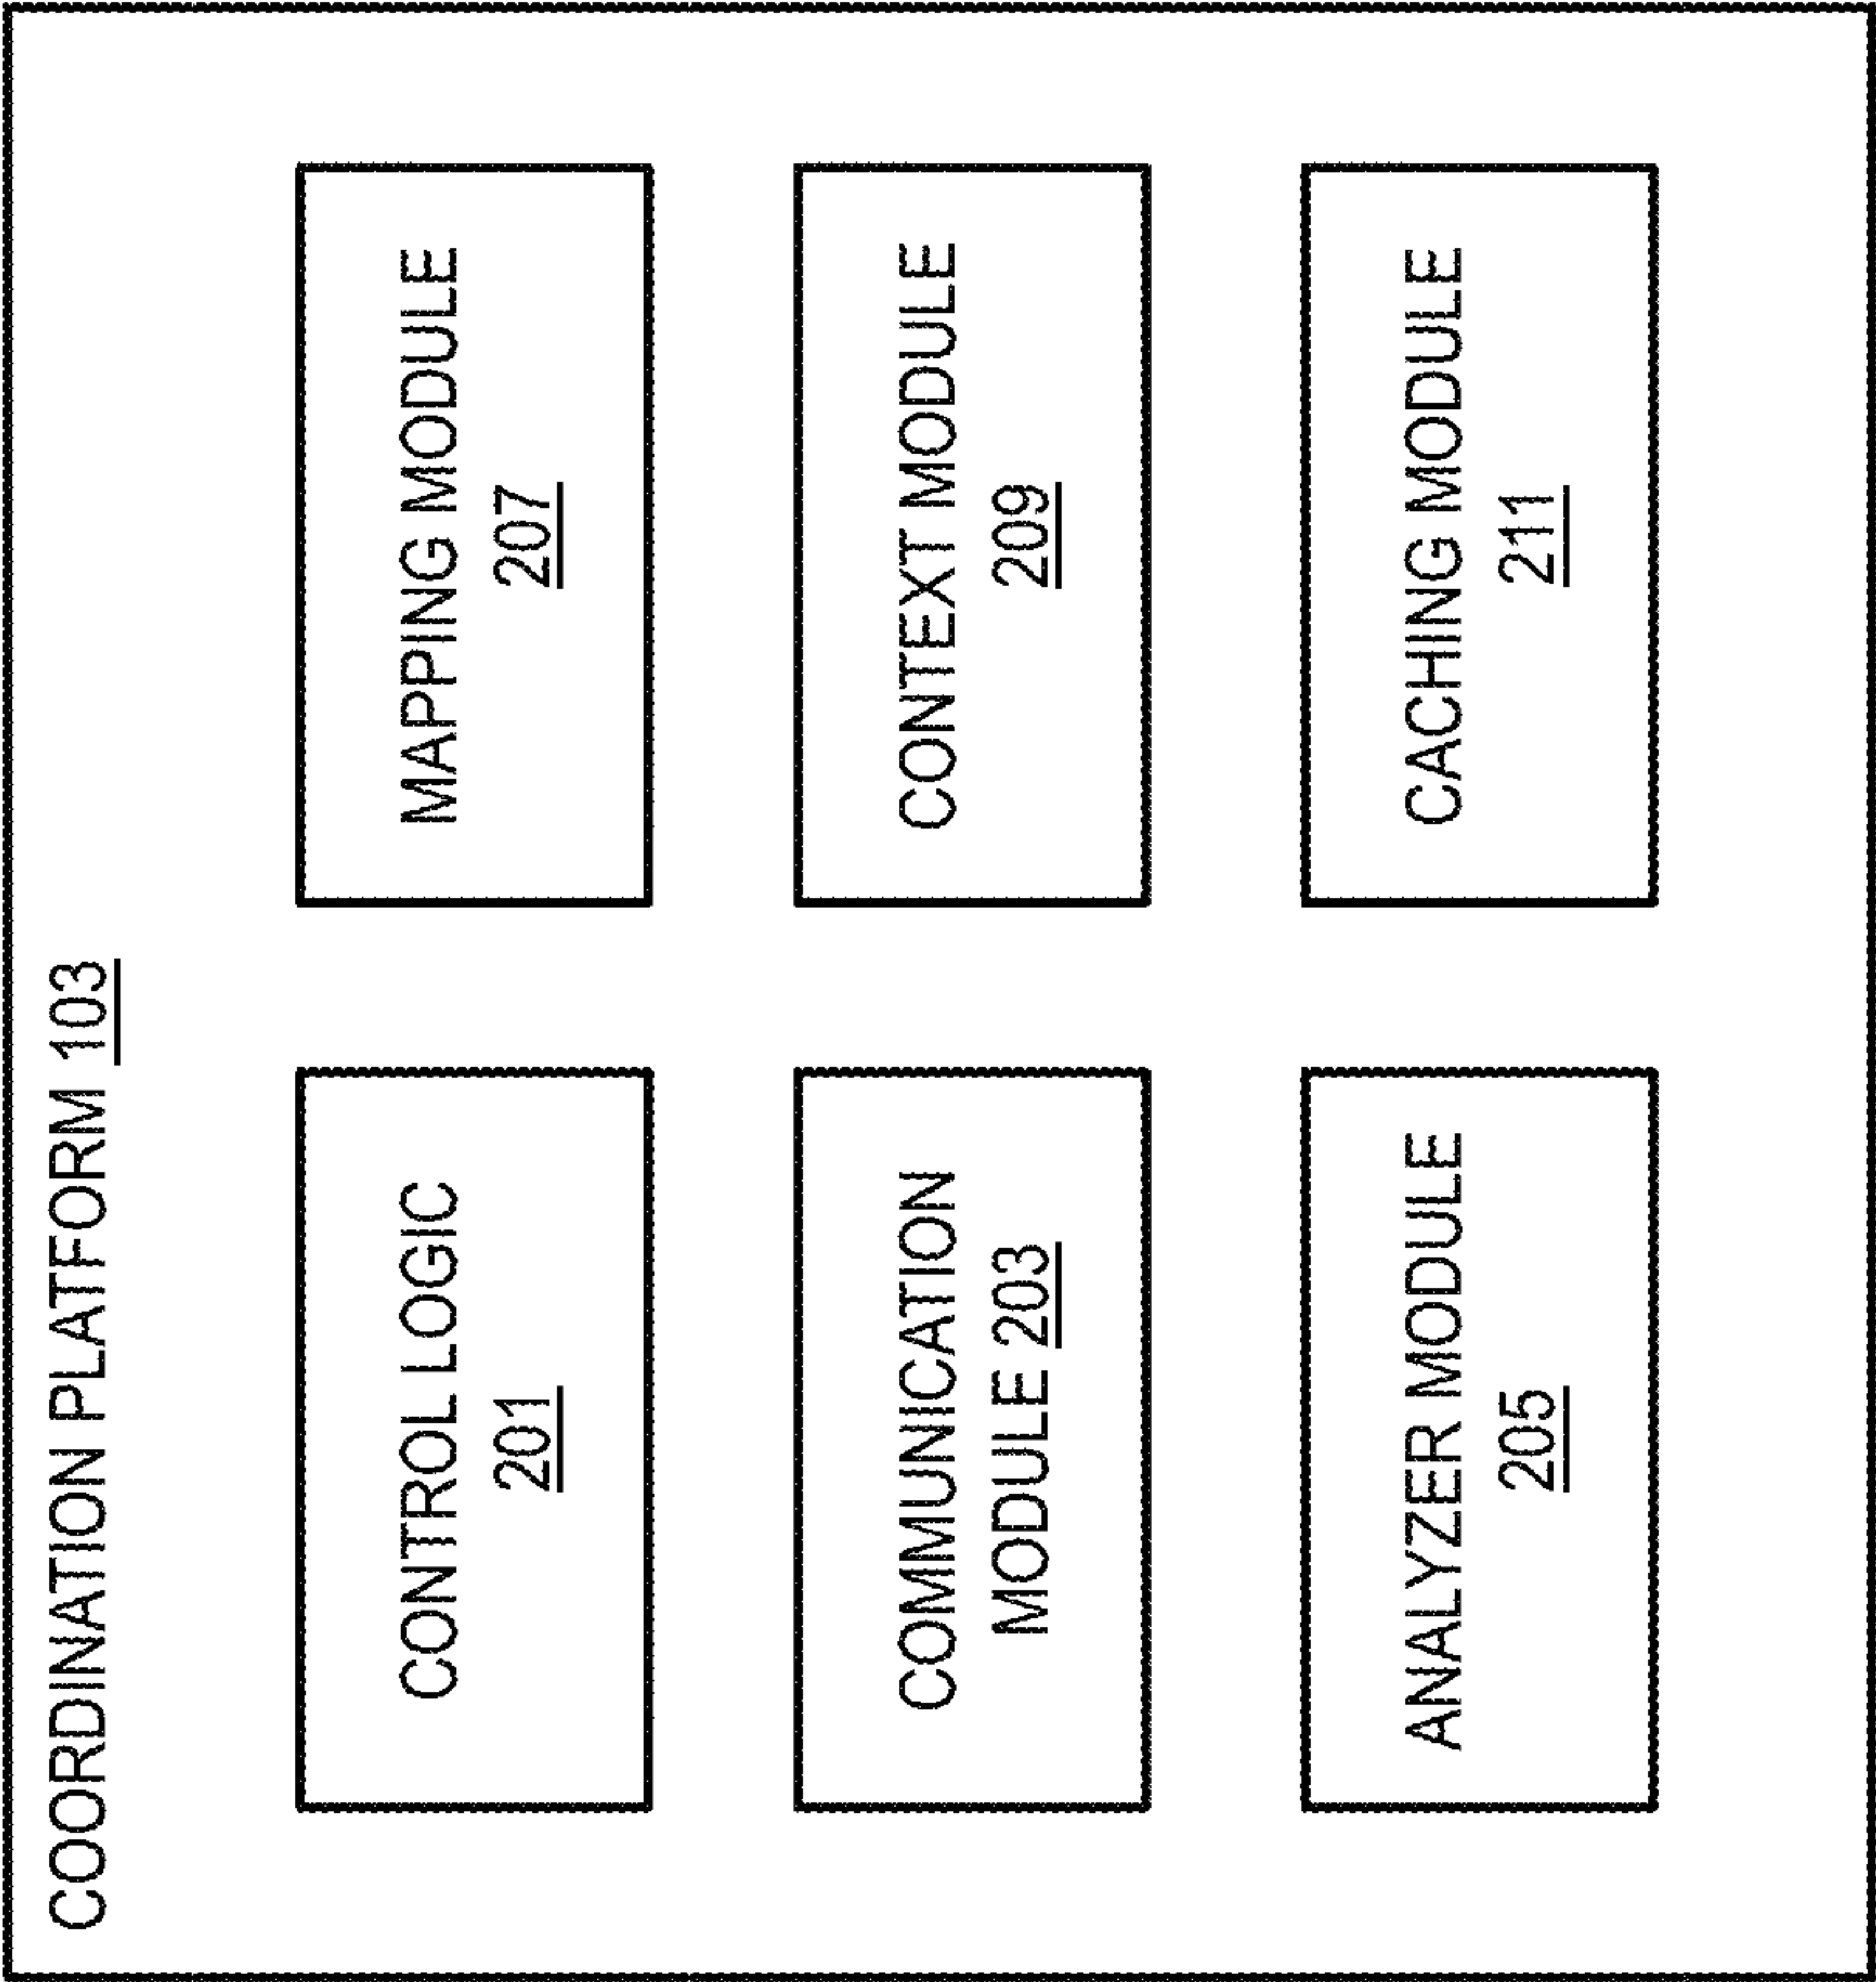 COORDINATION PLATFORM 103
CONTROL LOGIC
201
COMMUNICATION
MODULE 203
ANALYZER MODULE
205
MAPPING MODULE
207
CONTEXT MODULE
209
CACHING MODULE
211